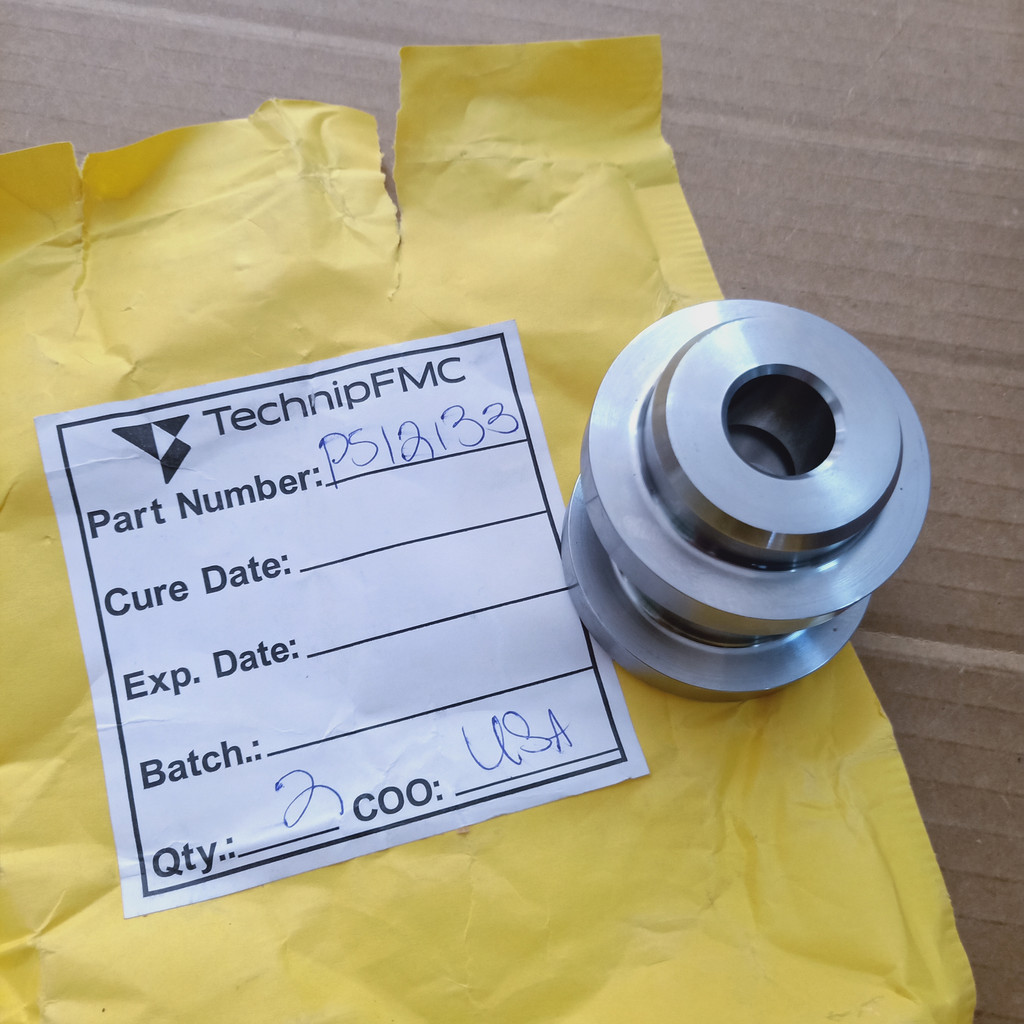 TechnipFMC
Part Number: P512133
Cure Date:
Exp. Date:
Batch.:
Qty.: 2 COO: USA